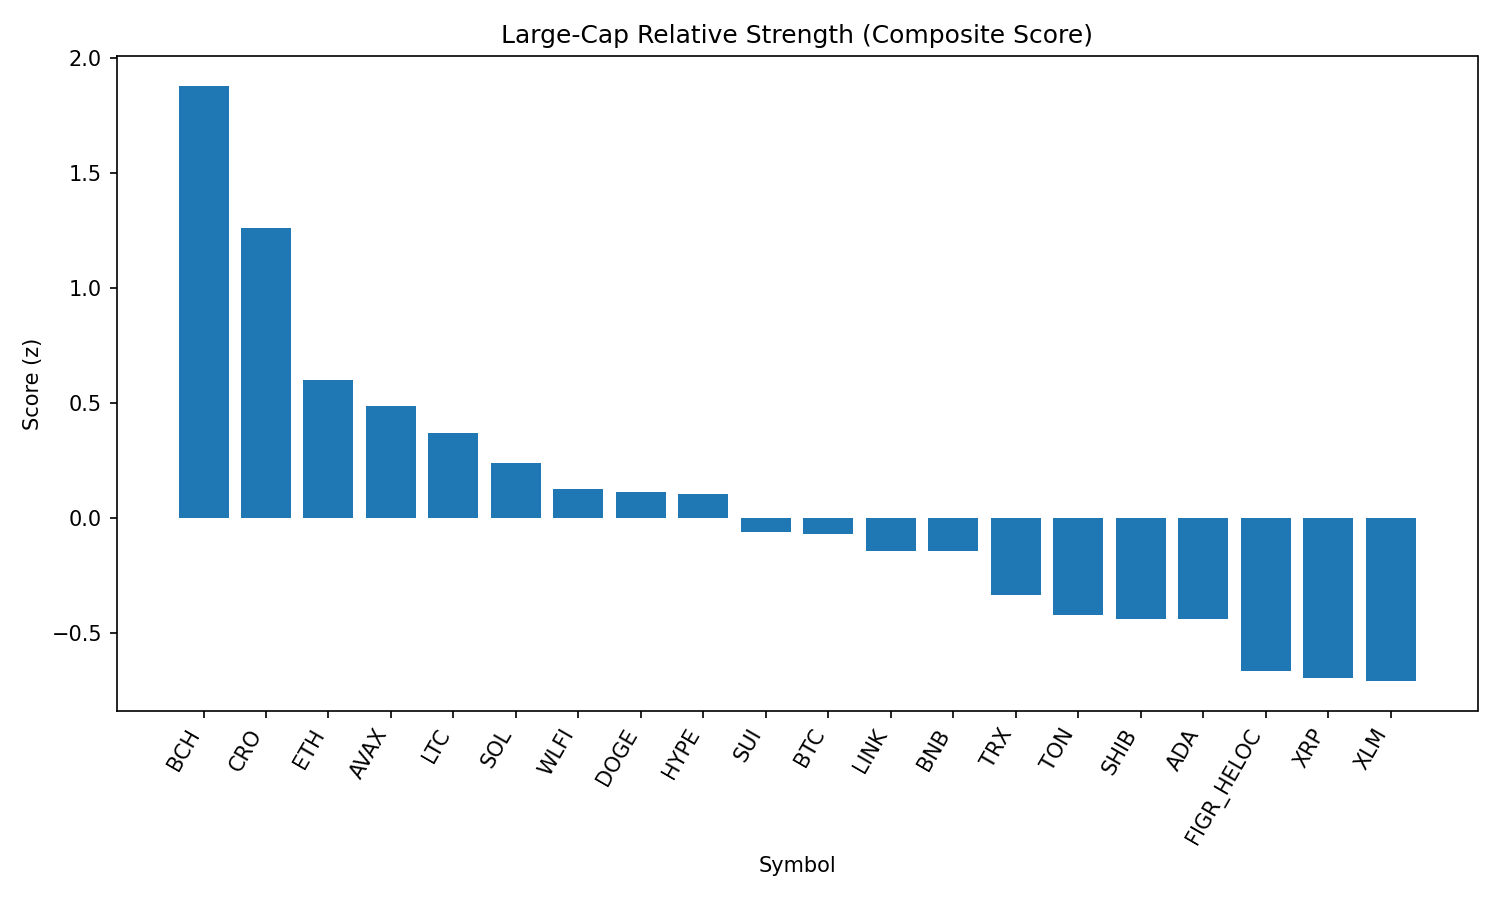 Large-Cap Relative Strength (Composite Score)
2.0
1.5
1.0
0.5
0.0
−0.5
Score (z)
BCH
CRO
ETH
AVAX
LTC
SOL
WLFI
DOGE
HYPE
SUI
BTC
LINK
BNB
TRX
TON
SHIB
ADA
FIGR_HELOC
XRP
XLM
Symbol